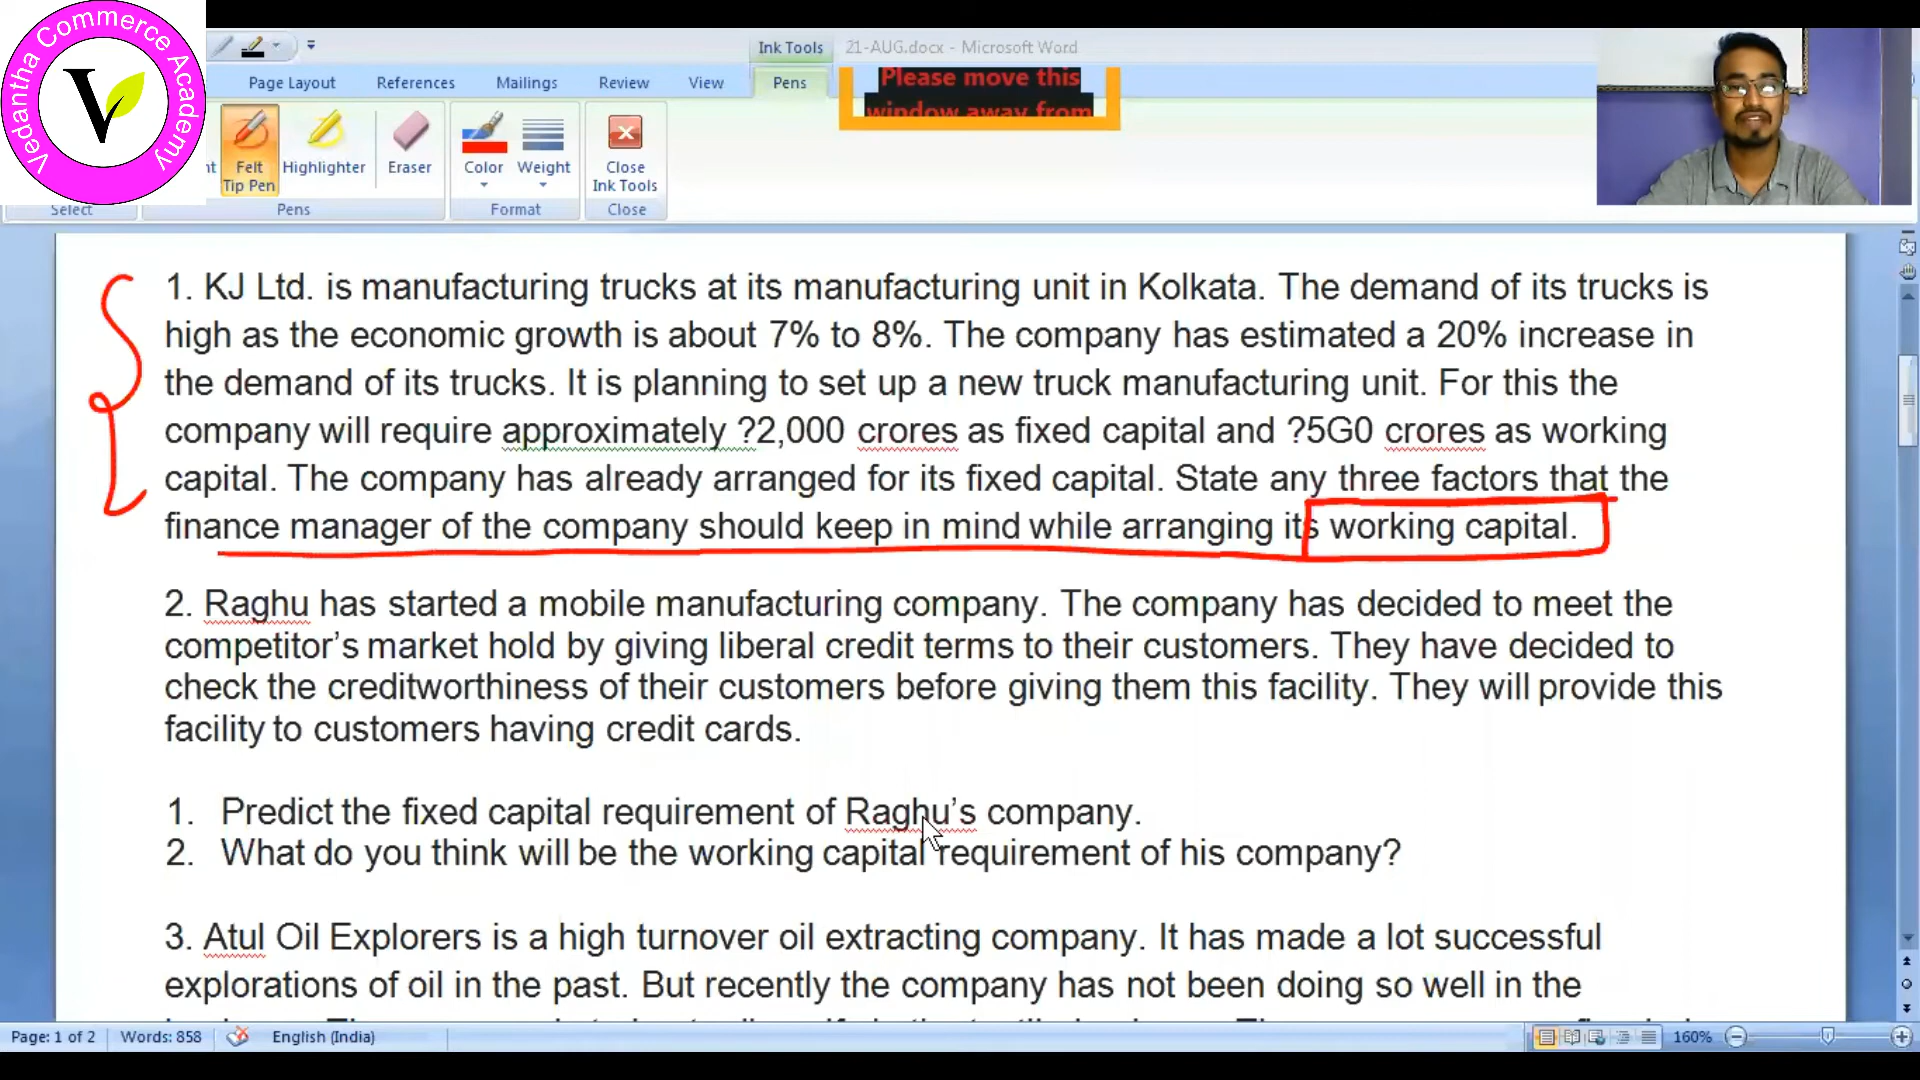 Vedantha Commerce Academy
V
Ink Tools
21-AUG.docx - Microsoft Word
Page Layout
References
Mailings
Review
View
Pens
Please move this
window away from
Felt
Tip Pen
Highlighter
Eraser
Color
Weight
Close
Ink Tools
Select
Pens
Format
Close
1. KJ Ltd. is manufacturing trucks at its manufacturing unit in Kolkata. The demand of its trucks is
high as the economic growth is about 7% to 8%. The company has estimated a 20% increase in
the demand of its trucks. It is planning to set up a new truck manufacturing unit. For this the
company will require approximately ?2,000 crores as fixed capital and ?5G0 crores as working
capital. The company has already arranged for its fixed capital. State any three factors that the
finance manager of the company should keep in mind while arranging its working capital.
2. Raghu has started a mobile manufacturing company. The company has decided to meet the
competitor's market hold by giving liberal credit terms to their customers. They have decided to
check the creditworthiness of their customers before giving them this facility. They will provide this
facility to customers having credit cards.
1. Predict the fixed capital requirement of Raghu's company.
2. What do you think will be the working capital requirement of his company?
3. Atul Oil Explorers is a high turnover oil extracting company. It has made a lot successful
explorations of oil in the past. But recently the company has not been doing so well in the
Page: 1 of 2
Words: 858
English (India)
160%